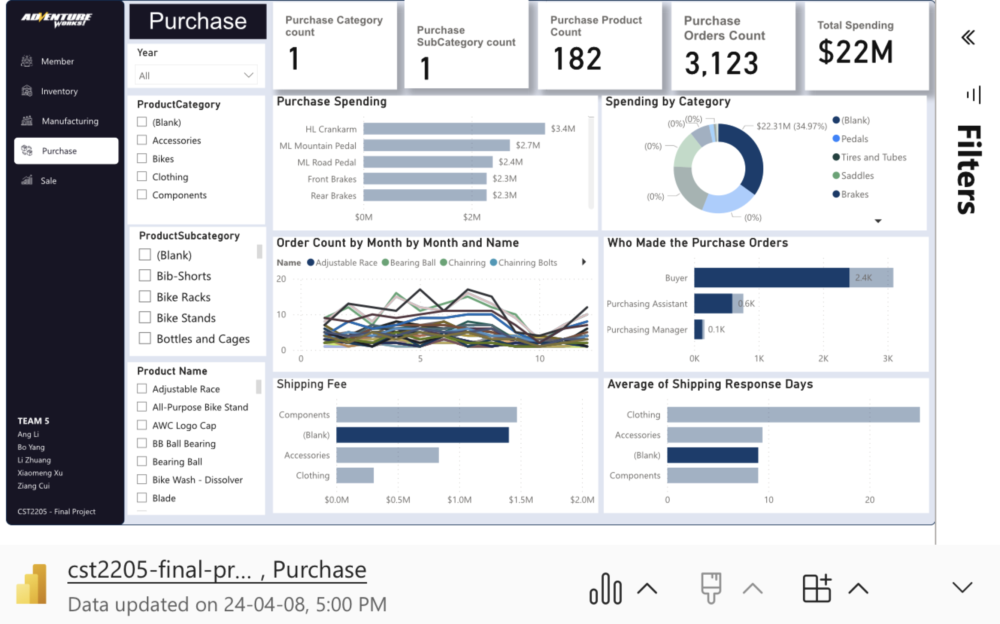 ADVENTURE
WORKS!
Member
Inventory
Manufacturing
Purchase
Sale
TEAM 5
Ang Li
Bo Yang
Li Zhuang
Xiaomeng Xu
Ziang Cui
CST2205 - Final Project
Purchase
Year
All
ProductCategory
(Blank)
Accessories
Bikes
Clothing
Components
ProductSubcategory
(Blank)
Bib-Shorts
Bike Racks
Bike Stands
Bottles and Cages
Product Name
Adjustable Race
All-Purpose Bike Stand
AWC Logo Cap
BB Ball Bearing
Bearing Ball
Bike Wash - Dissolver
Blade
Purchase Category
count
1
Purchase
SubCategory count
1
Purchase Product
Count
182
Purchase
Orders Count
3,123
Total Spending
$22M
Purchase Spending
HL Crankarm $3.4M
ML Mountain Pedal $2.7M
ML Road Pedal $2.4M
Front Brakes $2.3M
Rear Brakes $2.3M
$0M $2M
Spending by Category
(0%) (0%) $22.31M (34.97%)
(0%)
(0%)
(0%)
(Blank)
Pedals
Tires and Tubes
Saddles
Brakes
Order Count by Month by Month and Name
Name Adjustable Race Bearing Ball Chainring Chainring Bolts
20
10
0
0 5 10
Who Made the Purchase Orders
Buyer 2.4K
Purchasing Assistant 0.6K
Purchasing Manager 0.1K
0K 1K 2K 3K
Shipping Fee
Components
(Blank)
Accessories
Clothing
$0.0M $0.5M $1.0M $1.5M $2.0M
Average of Shipping Response Days
Clothing
Accessories
(Blank)
Components
0 10 20
Filters
cst2205-final-pr... , Purchase
Data updated on 24-04-08, 5:00 PM